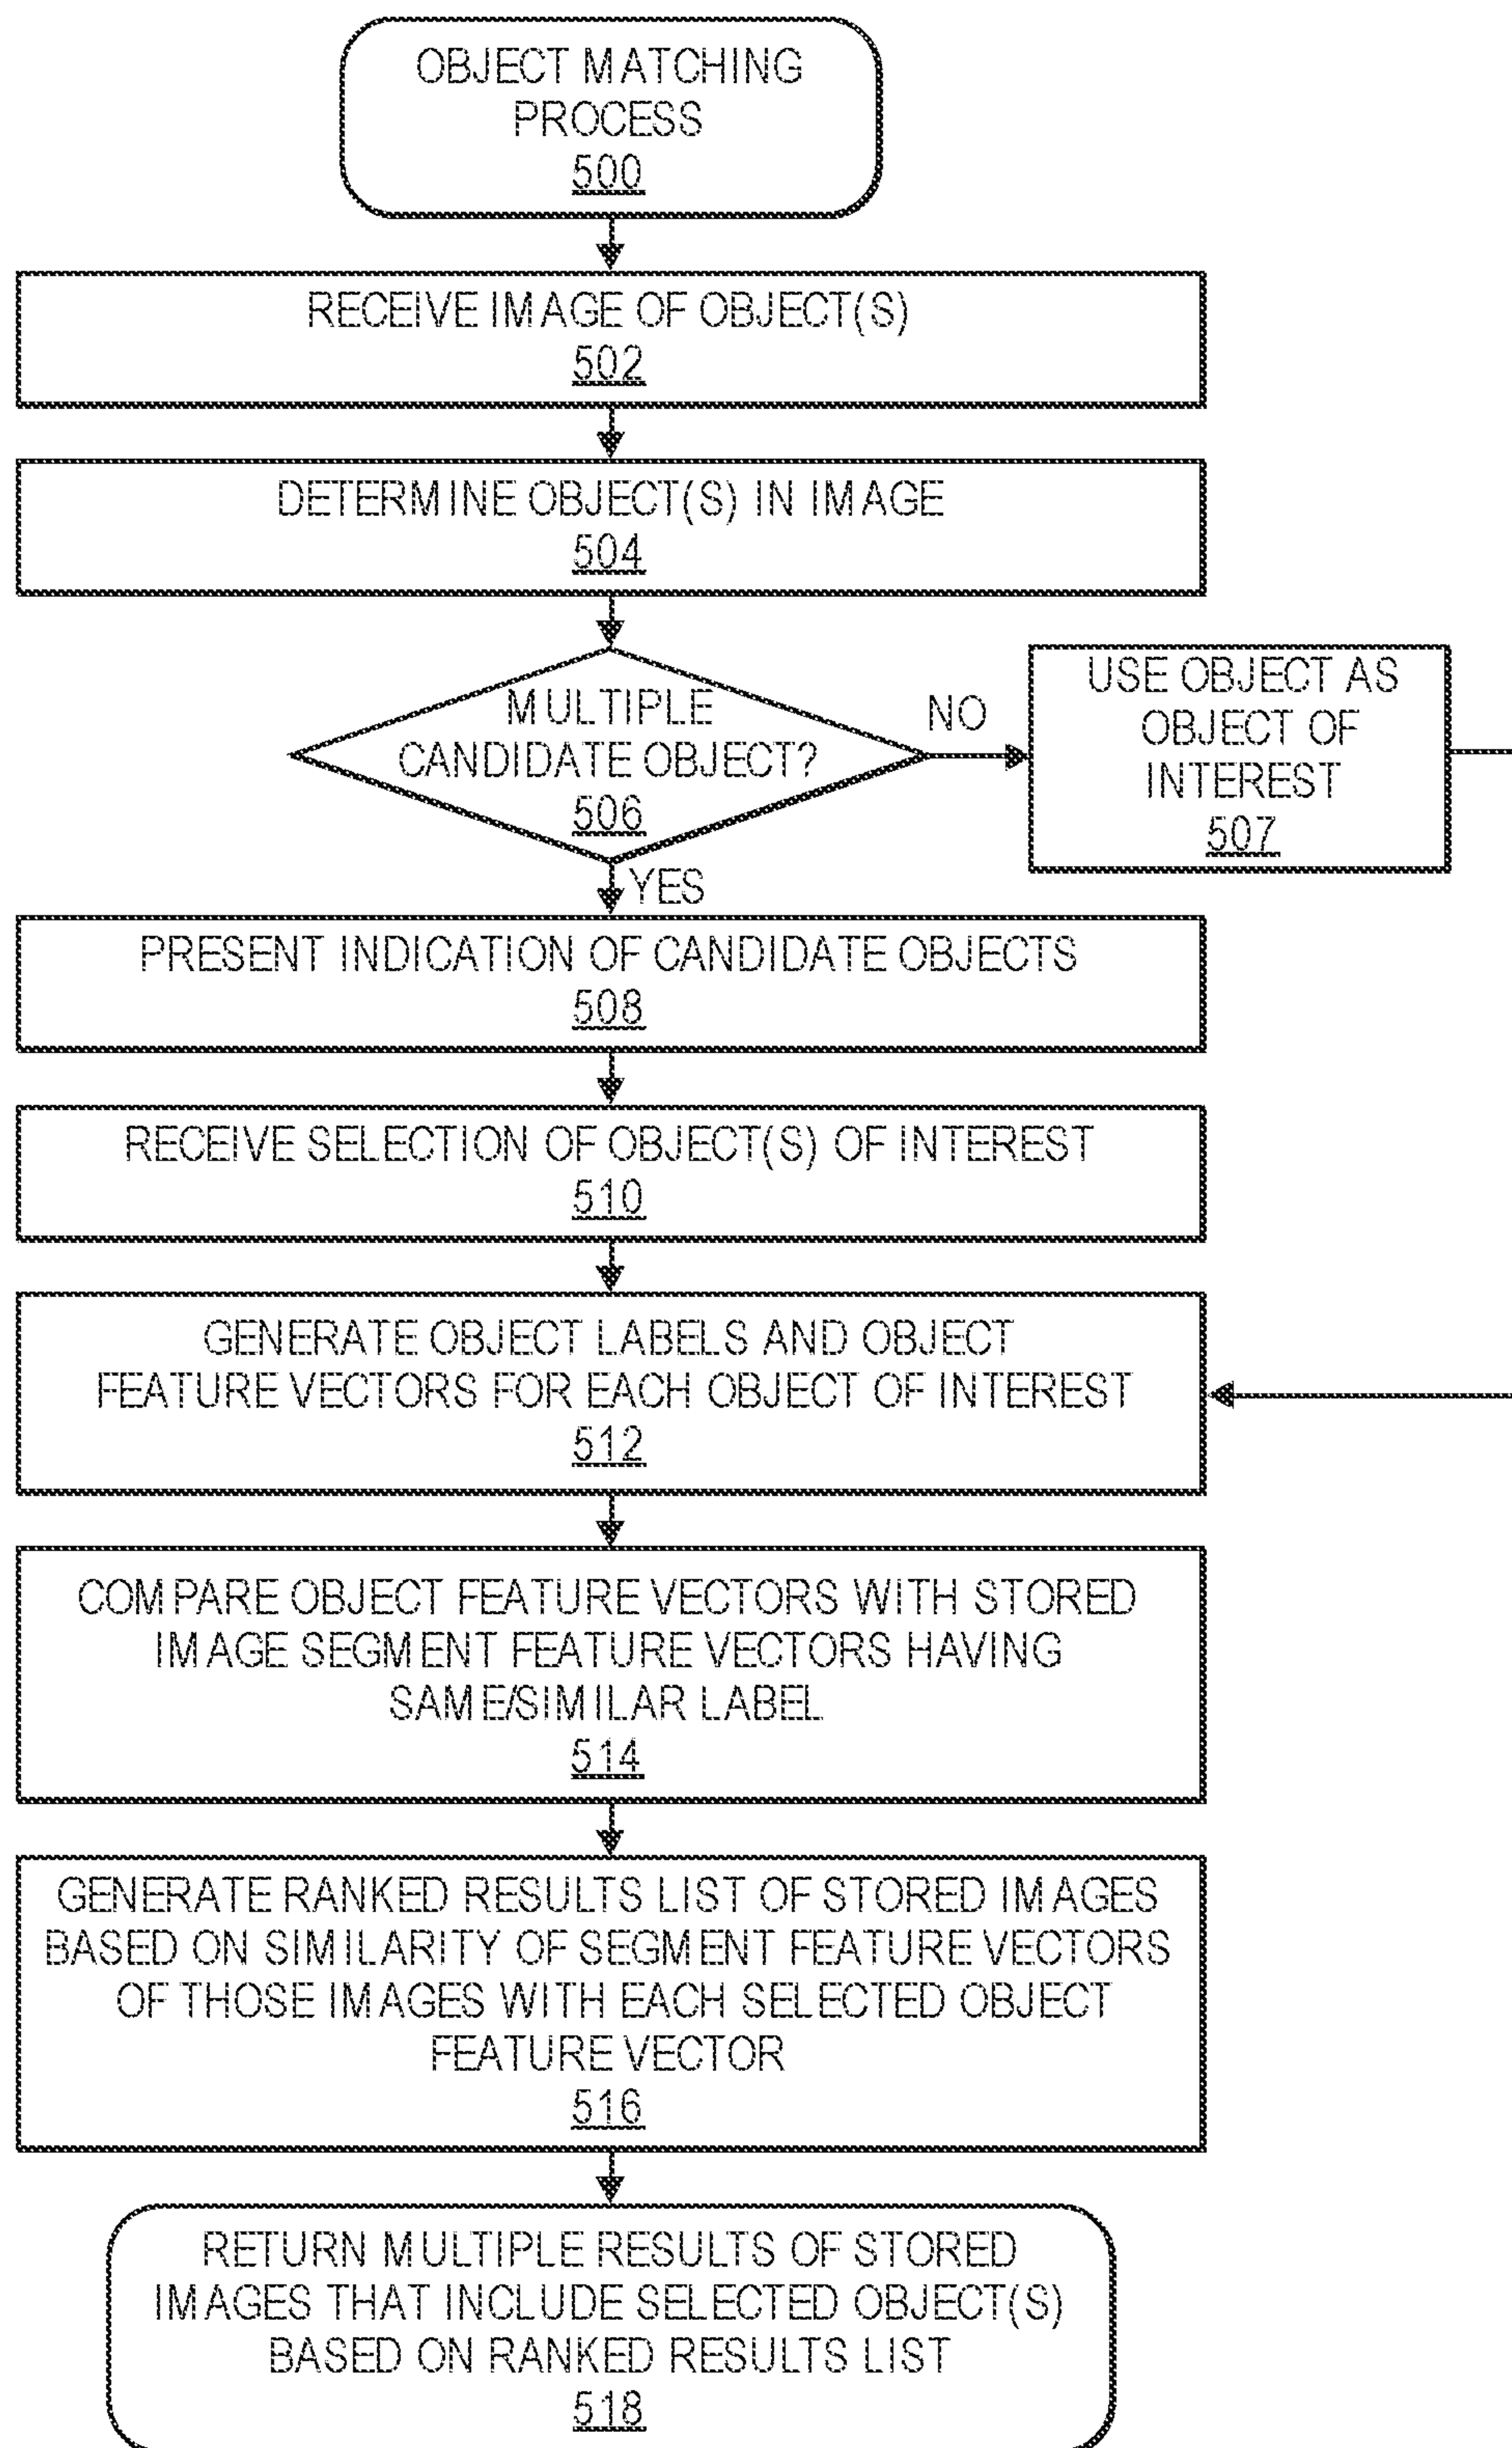 OBJECT MATCHING
PROCESS
500
RECEIVE IMAGE OF OBJECT(S)
502
DETERMINE OBJECT(S) IN IMAGE
504
MULTIPLE
CANDIDATE OBJECT?
506
NO
USE OBJECT AS
OBJECT OF
INTEREST
507
YES
PRESENT INDICATION OF CANDIDATE OBJECTS
508
RECEIVE SELECTION OF OBJECT(S) OF INTEREST
510
GENERATE OBJECT LABELS AND OBJECT
FEATURE VECTORS FOR EACH OBJECT OF INTEREST
512
COMPARE OBJECT FEATURE VECTORS WITH STORED
IMAGE SEGMENT FEATURE VECTORS HAVING
SAME/SIMILAR LABEL
514
GENERATE RANKED RESULTS LIST OF STORED IMAGES
BASED ON SIMILARITY OF SEGMENT FEATURE VECTORS
OF THOSE IMAGES WITH EACH SELECTED OBJECT
FEATURE VECTOR
516
RETURN MULTIPLE RESULTS OF STORED
IMAGES THAT INCLUDE SELECTED OBJECT(S)
BASED ON RANKED RESULTS LIST
518